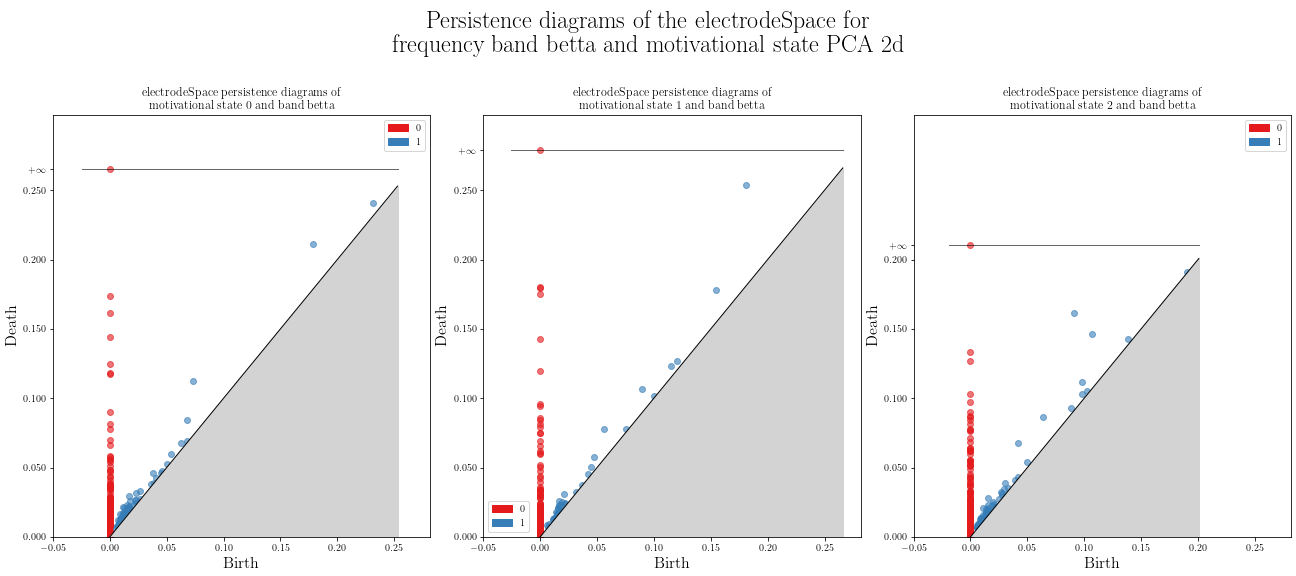 Persistence diagrams of the electrodeSpace for
frequency band betta and motivational state PCA 2d
electrodeSpace persistence diagrams of
motivational state 0 and band betta
0
1
+∞
0.250
0.200
0.150
0.100
0.050
0.000
Death
−0.05 0.00 0.05 0.10 0.15 0.20 0.25
Birth
electrodeSpace persistence diagrams of
motivational state 1 and band betta
+∞
0.250
0.200
0.150
0.100
0.050
0.000
Death
0
1
−0.05 0.00 0.05 0.10 0.15 0.20 0.25
Birth
electrodeSpace persistence diagrams of
motivational state 2 and band betta
0
1
+∞
0.200
0.150
0.100
0.050
0.000
Death
−0.05 0.00 0.05 0.10 0.15 0.20 0.25
Birth